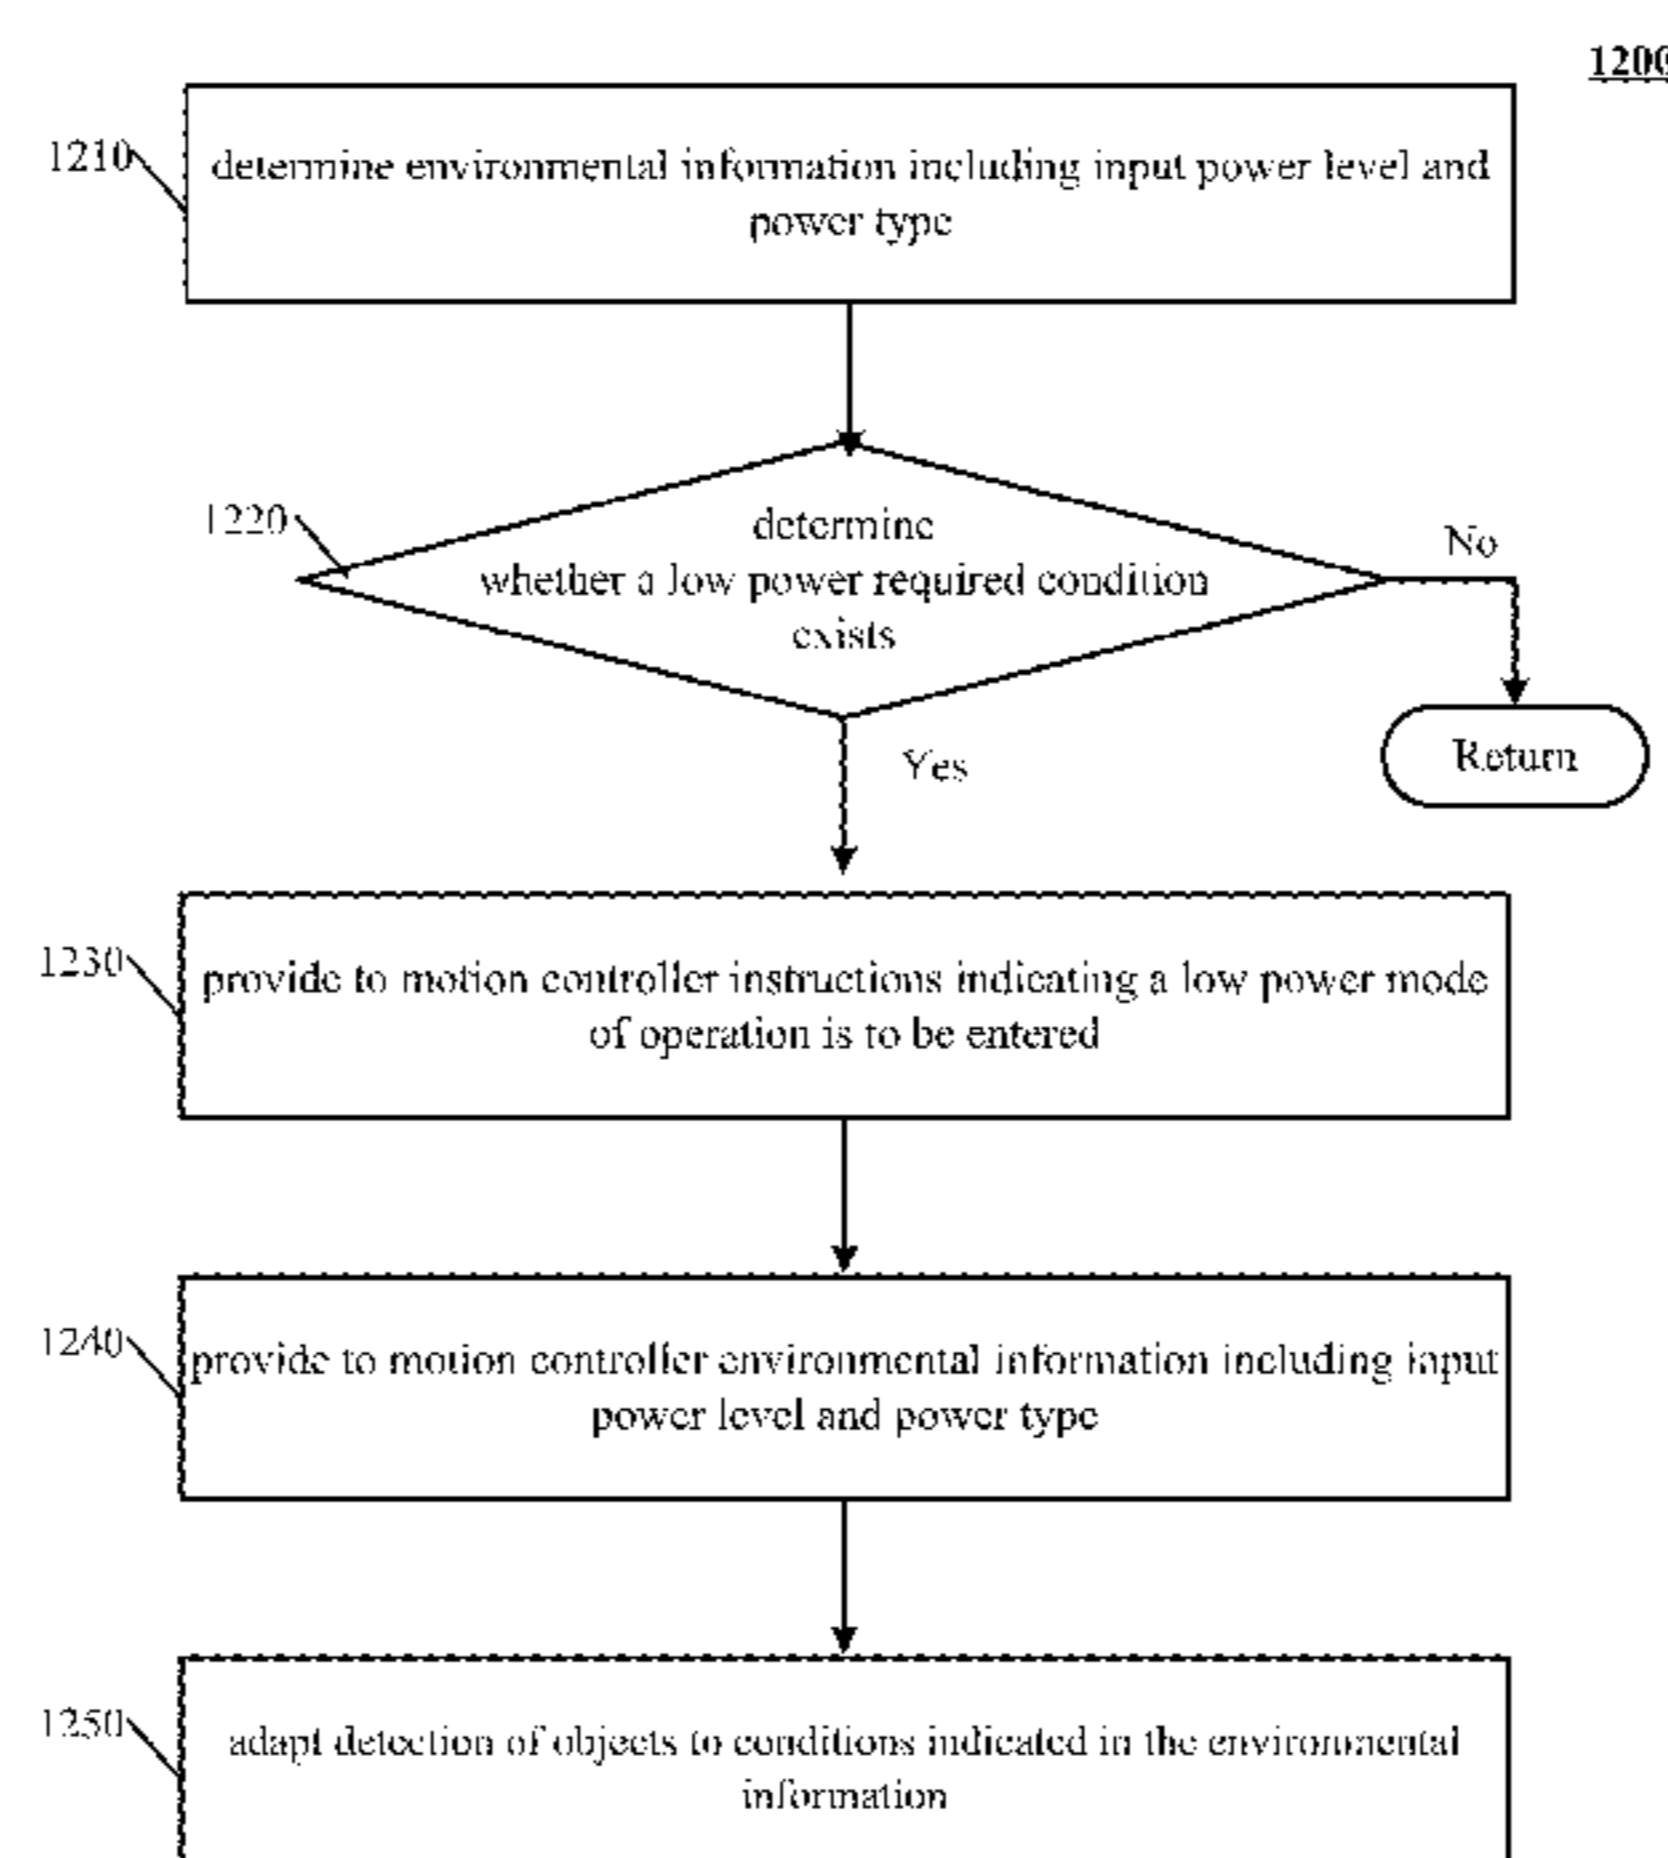 1200
1210
determine environmental information including input power level and
power type
1220
determine
whether a low power required condition
exists
No
Return
Yes
1230
provide to motion controller instructions indicating a low power mode
of operation is to be entered
1240
provide to motion controller environmental information including input
power level and power type
1250
adapt detection of objects to conditions indicated in the environmental
information